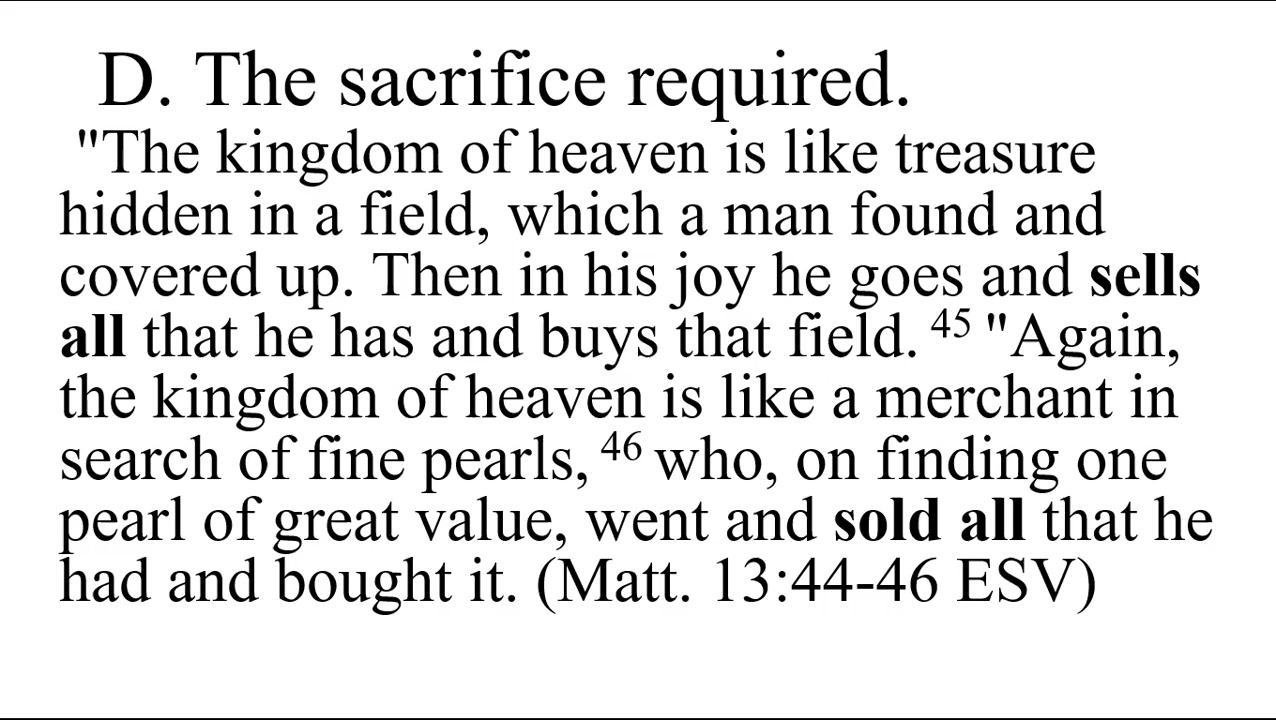 D. The sacrifice required.
"The kingdom of heaven is like treasure
hidden in a field, which a man found and
covered up. Then in his joy he goes and sells
all that he has and buys that field. 45 "Again,
the kingdom of heaven is like a merchant in
search of fine pearls, 46 who, on finding one
pearl of great value, went and sold all that he
had and bought it. (Matt. 13:44-46 ESV)